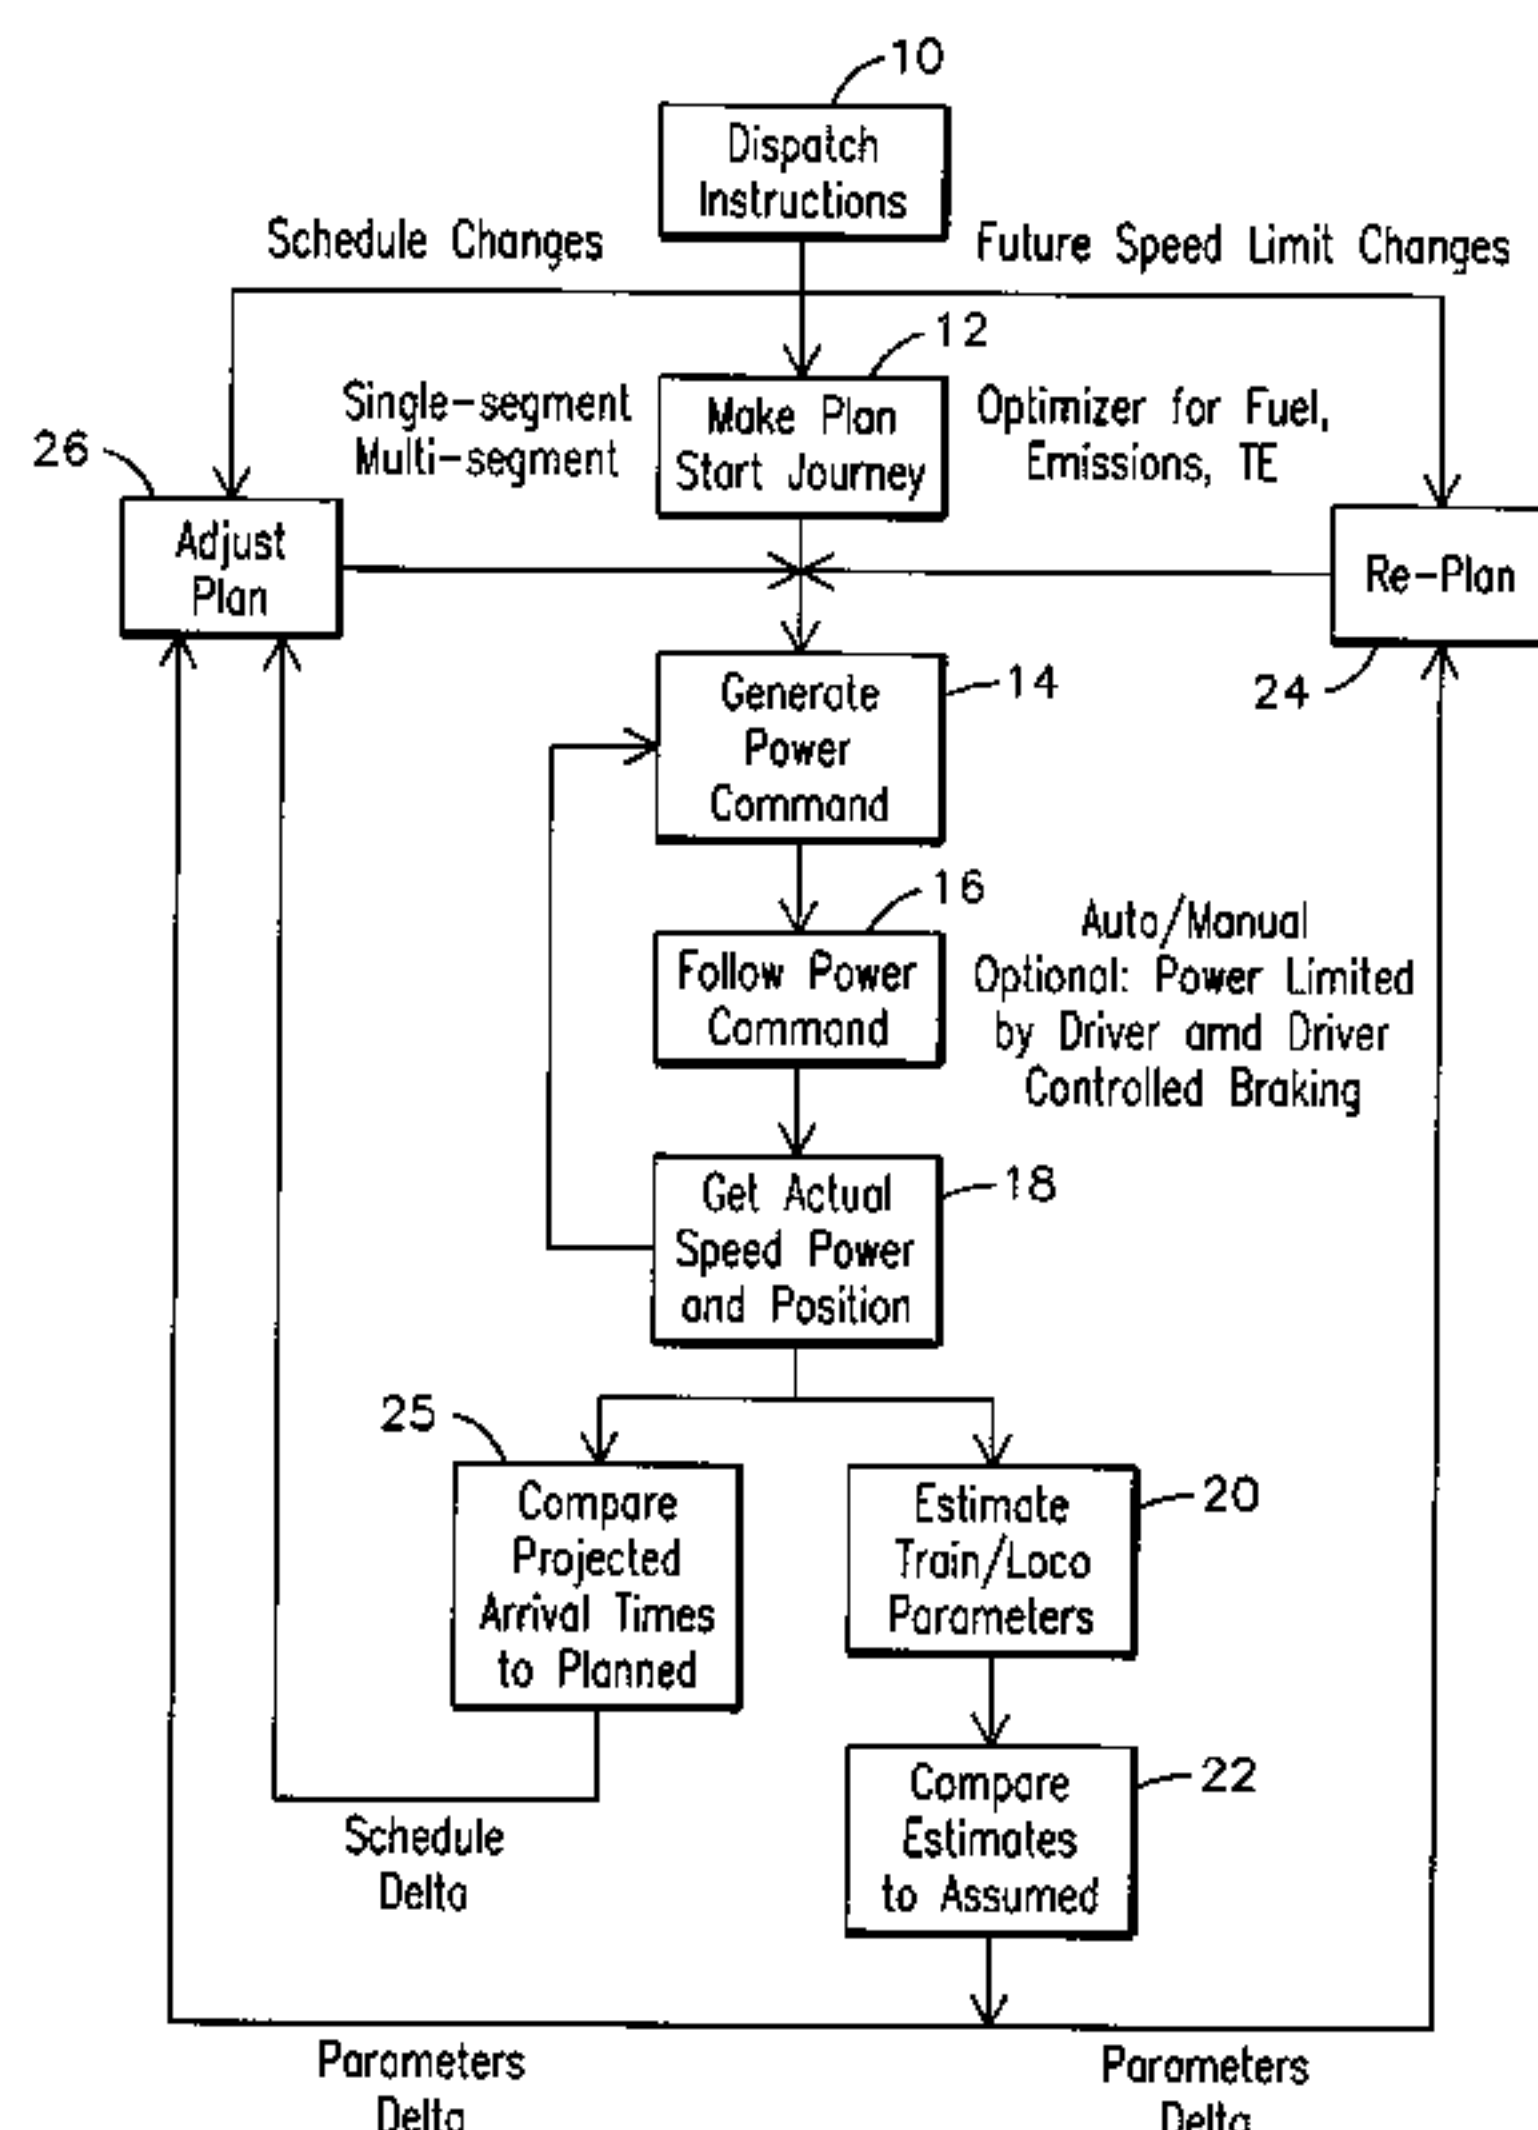 10
Dispatch
Instructions
Schedule Changes
Future Speed Limit Changes
12
Single-segment
Multi-segment
Make Plan
Start Journey
Optimizer for Fuel,
Emissions, TE
26
Adjust
Plan
Re-Plan
24
Generate
Power
Command
14
16
Follow Power
Command
Auto/Manual
Optional: Power Limited
by Driver amd Driver
Controlled Braking
Get Actual
Speed Power
and Position
18
25
Compare
Projected
Arrival Times
to Planned
Estimate
Train/Loco
Parameters
20
Compare
Estimates
to Assumed
22
Schedule
Delta
Parameters
Delta
Parameters
Delta